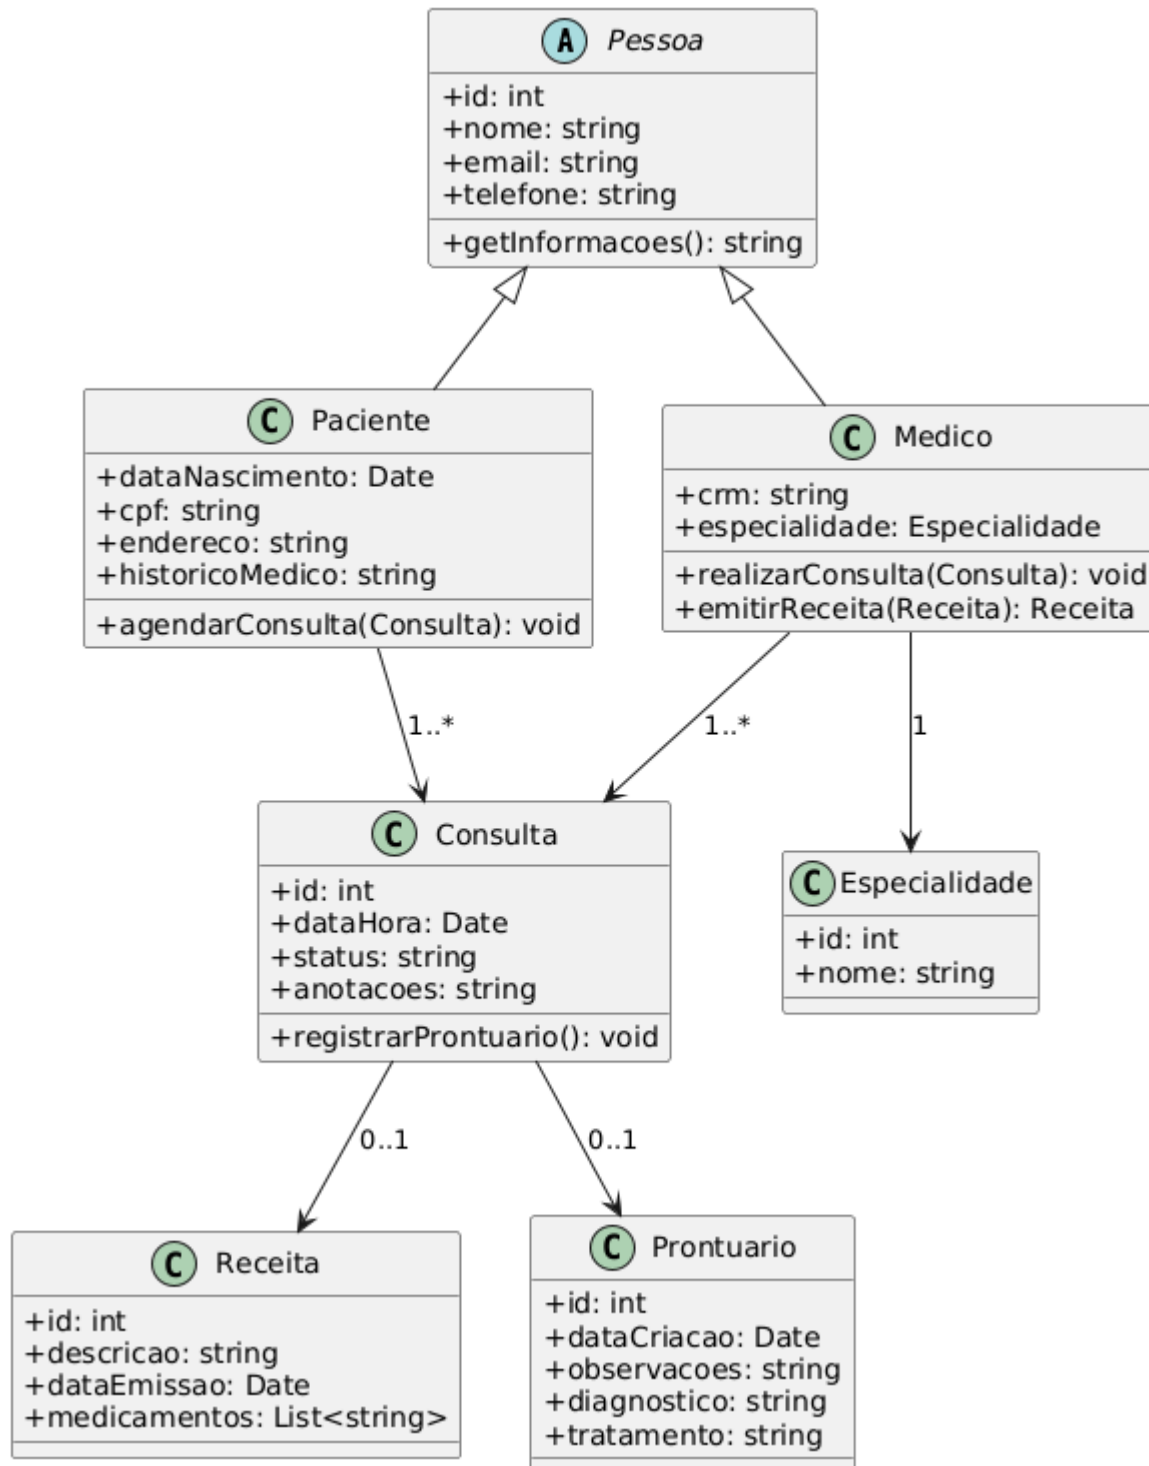 A Pessoa
+id: int
+nome: string
+email: string
+telefone: string
+getInformacoes(): string
C Paciente
+dataNascimento: Date
+cpf: string
+endereco: string
+historicoMedico: string
+agendarConsulta(Consulta): void
C Medico
+crm: string
+especialidade: Especialidade
+realizarConsulta(Consulta): void
+emitirReceita(Receita): Receita
1..*
1..*
1
C Consulta
+id: int
+dataHora: Date
+status: string
+anotacoes: string
+registrarProntuario(): void
C Especialidade
+id: int
+nome: string
0..1
0..1
C Receita
+id: int
+descricao: string
+dataEmissao: Date
+medicamentos: List<string>
C Prontuario
+id: int
+dataCriacao: Date
+observacoes: string
+diagnostico: string
+tratamento: string